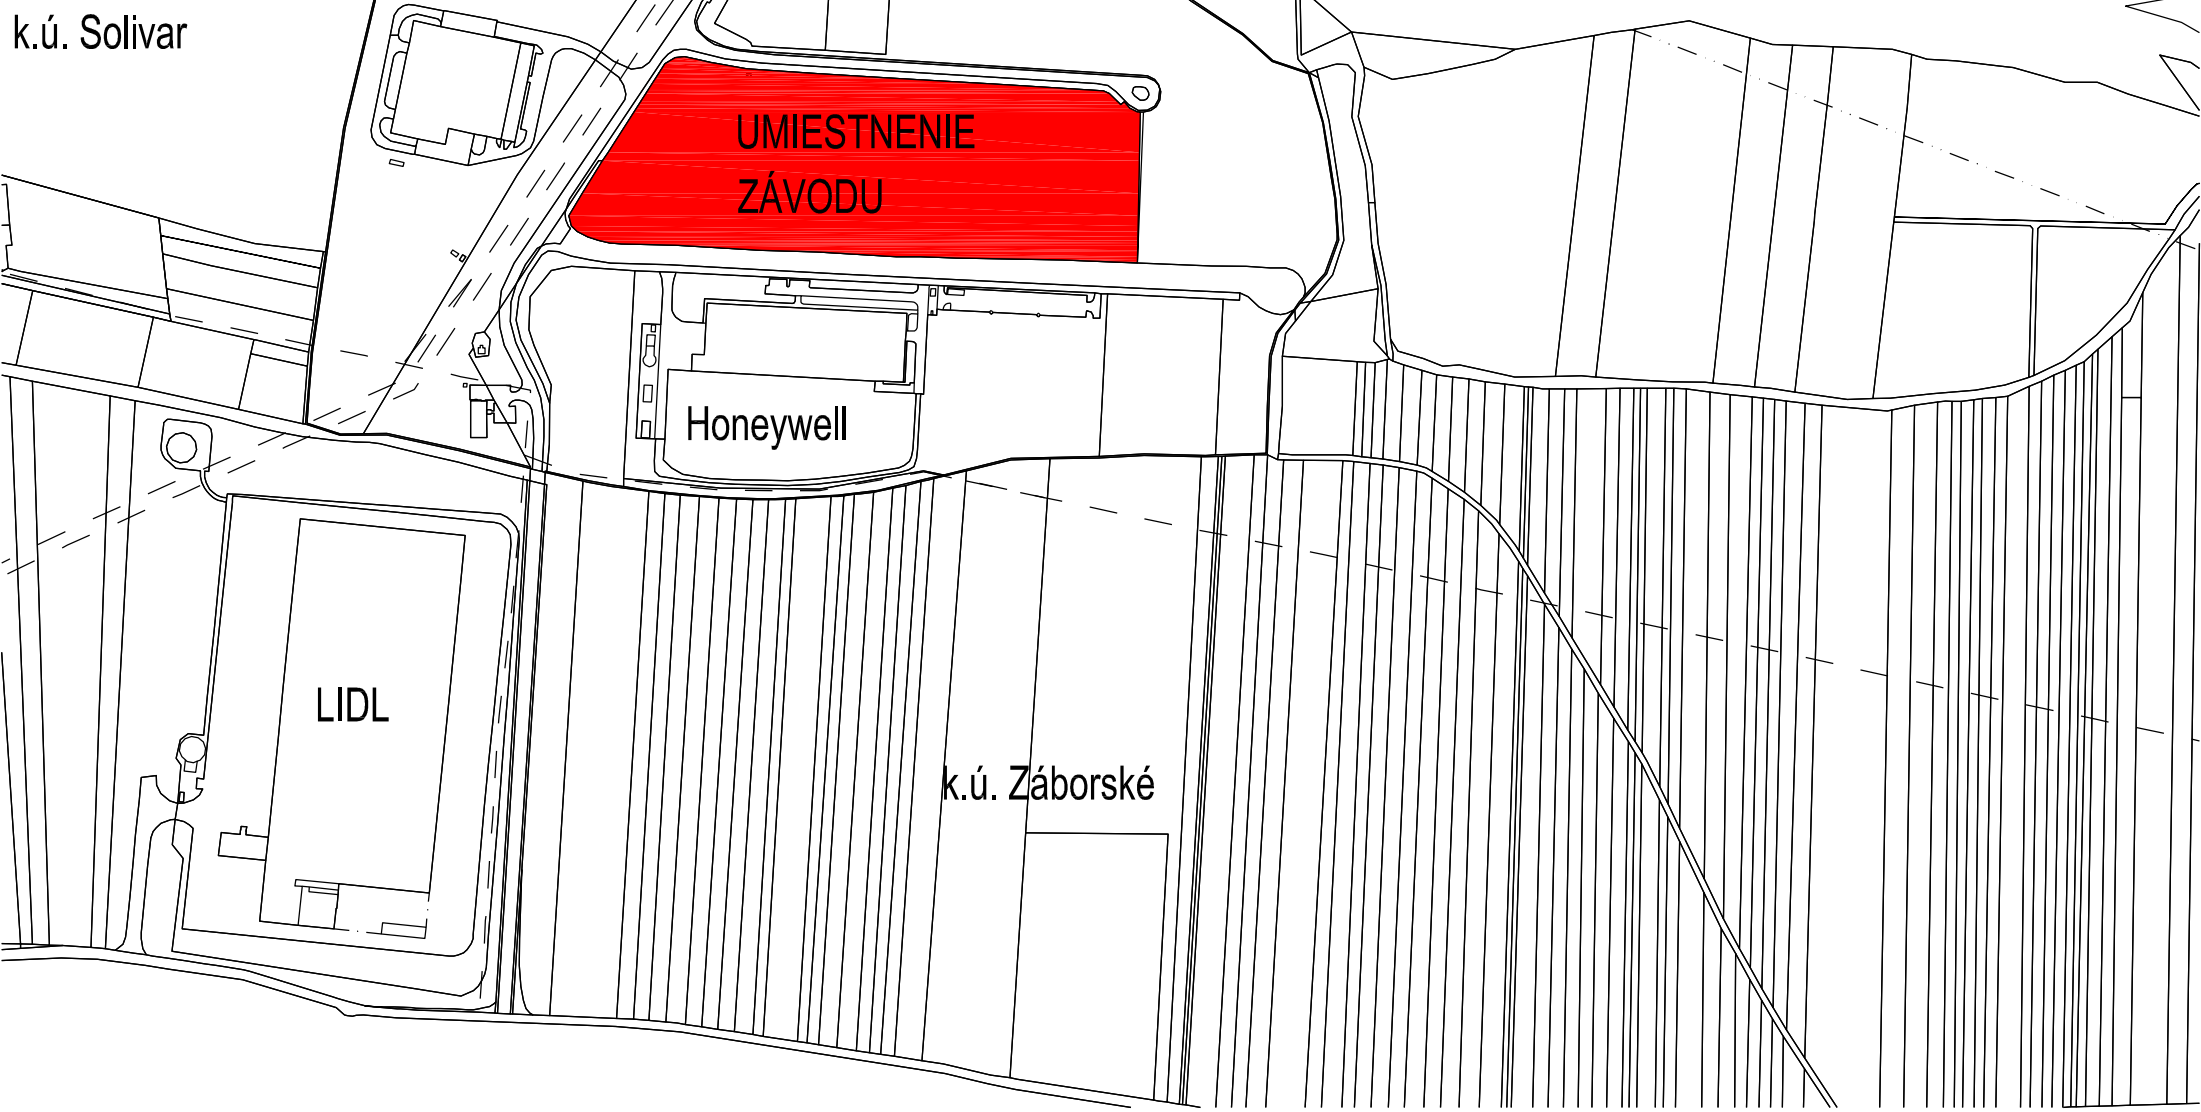 k.ú. Solivar
UMIESTNENIE
ZÁVODU
Honeywell
LIDL
k.ú. Záborské